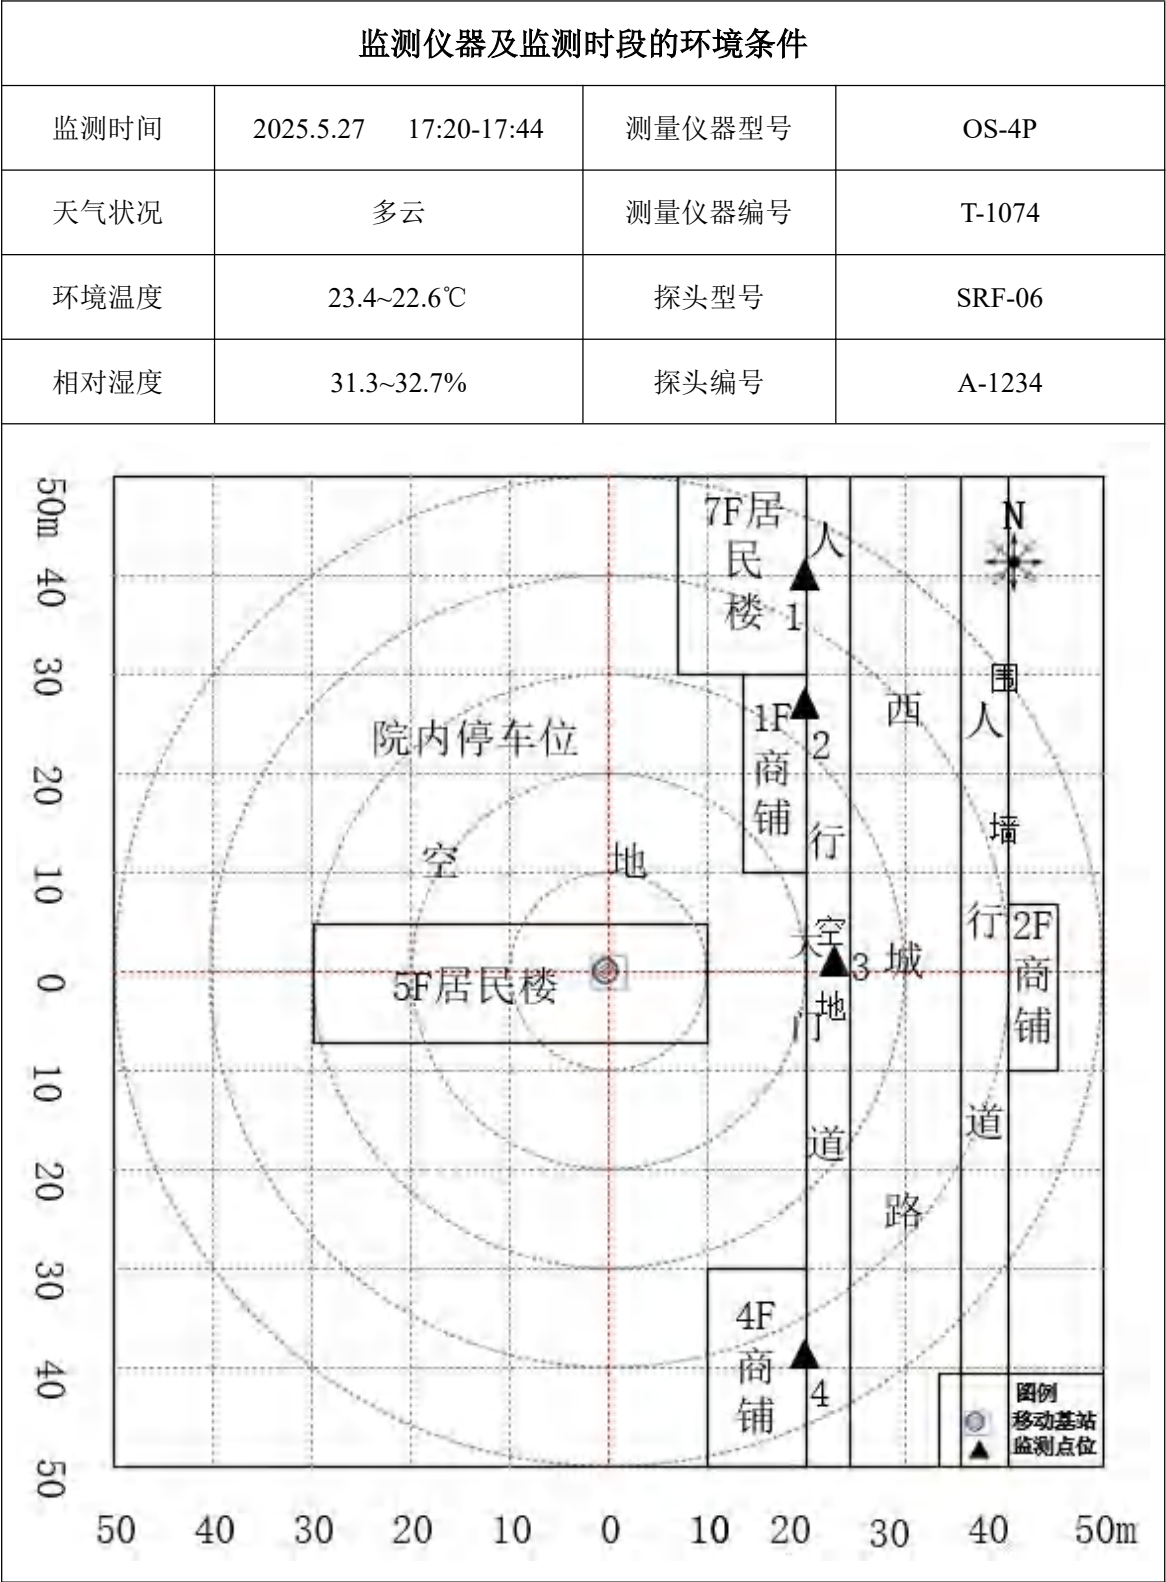 监测仪器及监测时段的环境条件
监测时间 2025.5.27 17:20-17:44 测量仪器型号 OS-4P
天气状况 多云 测量仪器编号 T-1074
环境温度 23.4~22.6℃ 探头型号 SRF-06
相对湿度 31.3~32.7% 探头编号 A-1234
50m
40
30
20
10
0
10
20
30
40
50
7F居
民
楼
1
1F
商
铺
2
院内停车位
空 地
5F居民楼
大
门
空
地
3
人
行
道
西
城
路
人
行
道
围
墙
2F
商
铺
4F
商
铺
4
N
图例
移动基站
监测点位
50 40 30 20 10 0 10 20 30 40 50m